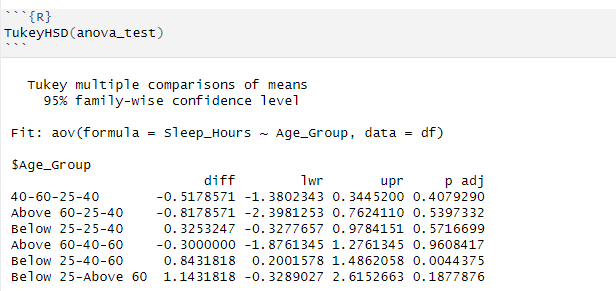 ```{R}
TukeyHSD(anova_test)
```
Tukey multiple comparisons of means
95% family-wise confidence level
Fit: aov(formula = Sleep_Hours ~ Age_Group, data = df)
$Age_Group
diff lwr upr p adj
40-60-25-40 -0.5178571 -1.3802343 0.3445200 0.4079290
Above 60-25-40 -0.8178571 -2.3981253 0.7624110 0.5397332
Below 25-25-40 0.3253247 -0.3277657 0.9784151 0.5716699
Above 60-40-60 -0.3000000 -1.8761345 1.2761345 0.9608417
Below 25-40-60 0.8431818 0.2001578 1.4862058 0.0044375
Below 25-Above 60 1.1431818 -0.3289027 2.6152663 0.1877876